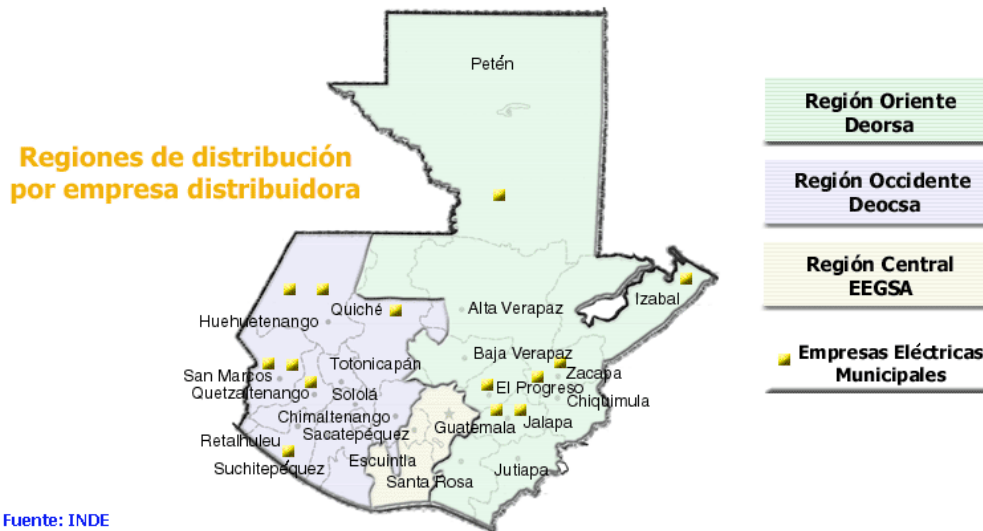 Petén
Regiones de distribución
por empresa distribuidora
Región Oriente
Deorsa
Región Occidente
Deocsa
Región Central
EEGSA
Empresas Eléctricas
Municipales
Izabal
Quiché
Alta Verapaz
Huehuetenango
Baja Verapaz
Totonicapán
Zacapa
San Marcos
El Progreso
Quetzaltenango
Sololá
Chiquimula
Chimaltenango
Guatemala
Jalapa
Sacatepéquez
Retalhuleu
Escuintla
Jutiapa
Suchitepéquez
Santa Rosa
Fuente: INDE